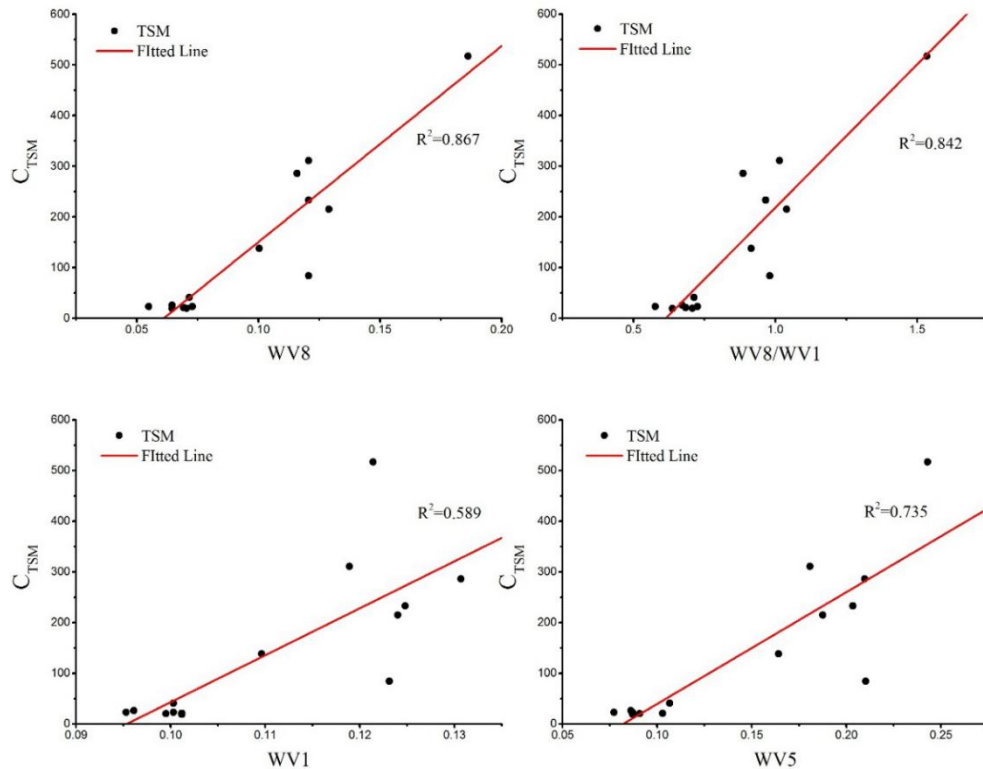 600
TSM
FItted Line
500
400
R²=0.867
300
200
100
0
0.05
0.10
0.15
0.20
C_TSM
WV8
600
TSM
FItted Line
500
400
R²=0.842
300
200
100
0
0.5
1.0
1.5
C_TSM
WV8/WV1
600
TSM
FItted Line
500
400
R²=0.589
300
200
100
0
0.10
0.11
0.12
0.13
C_TSM
WV1
600
TSM
FItted Line
500
400
R²=0.735
300
200
100
0
0.05
0.10
0.15
0.20
0.25
C_TSM
WV5